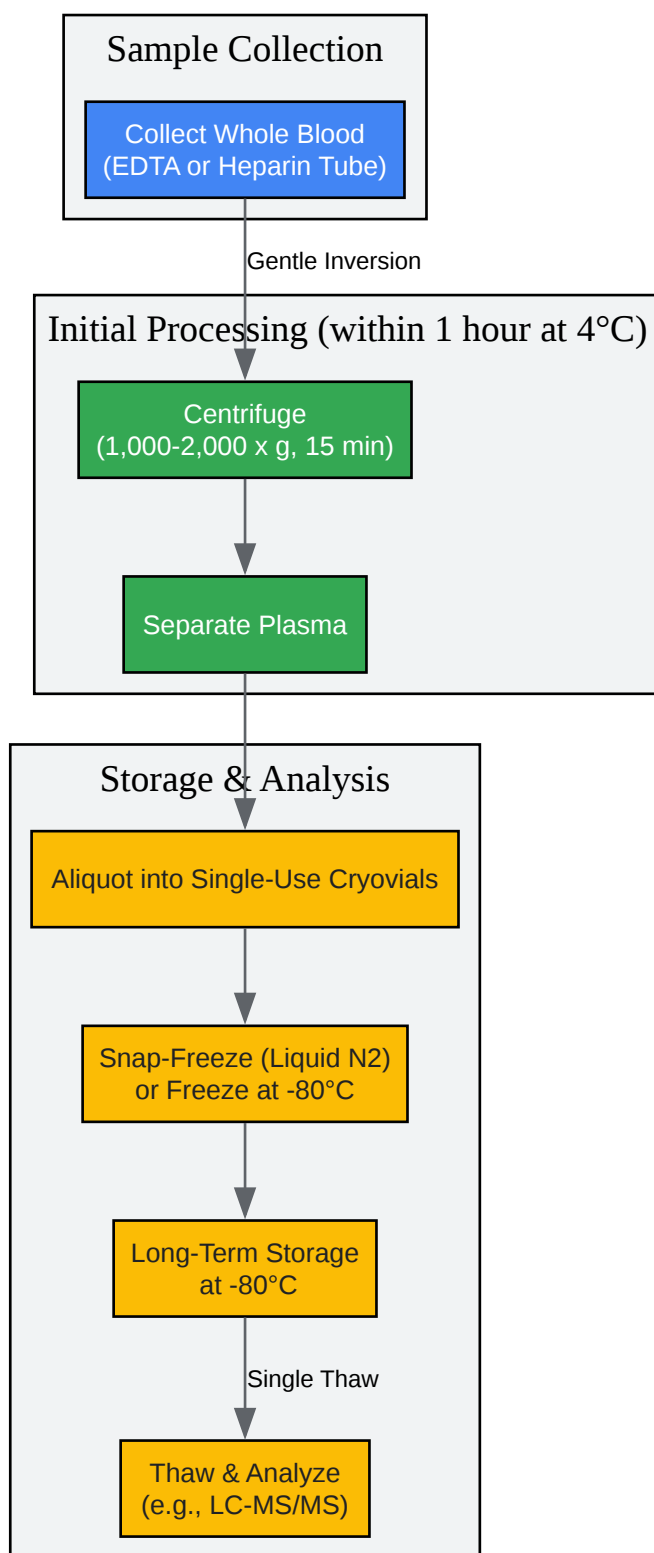 Sample Collection
Collect Whole Blood
(EDTA or Heparin Tube)
Gentle Inversion
Initial Processing (within 1 hour at 4°C)
Centrifuge
(1,000-2,000 x g, 15 min)
Separate Plasma
Storage & Analysis
Aliquot into Single-Use Cryovials
Snap-Freeze (Liquid N2)
or Freeze at -80°C
Long-Term Storage
at -80°C
Single Thaw
Thaw & Analyze
(e.g., LC-MS/MS)